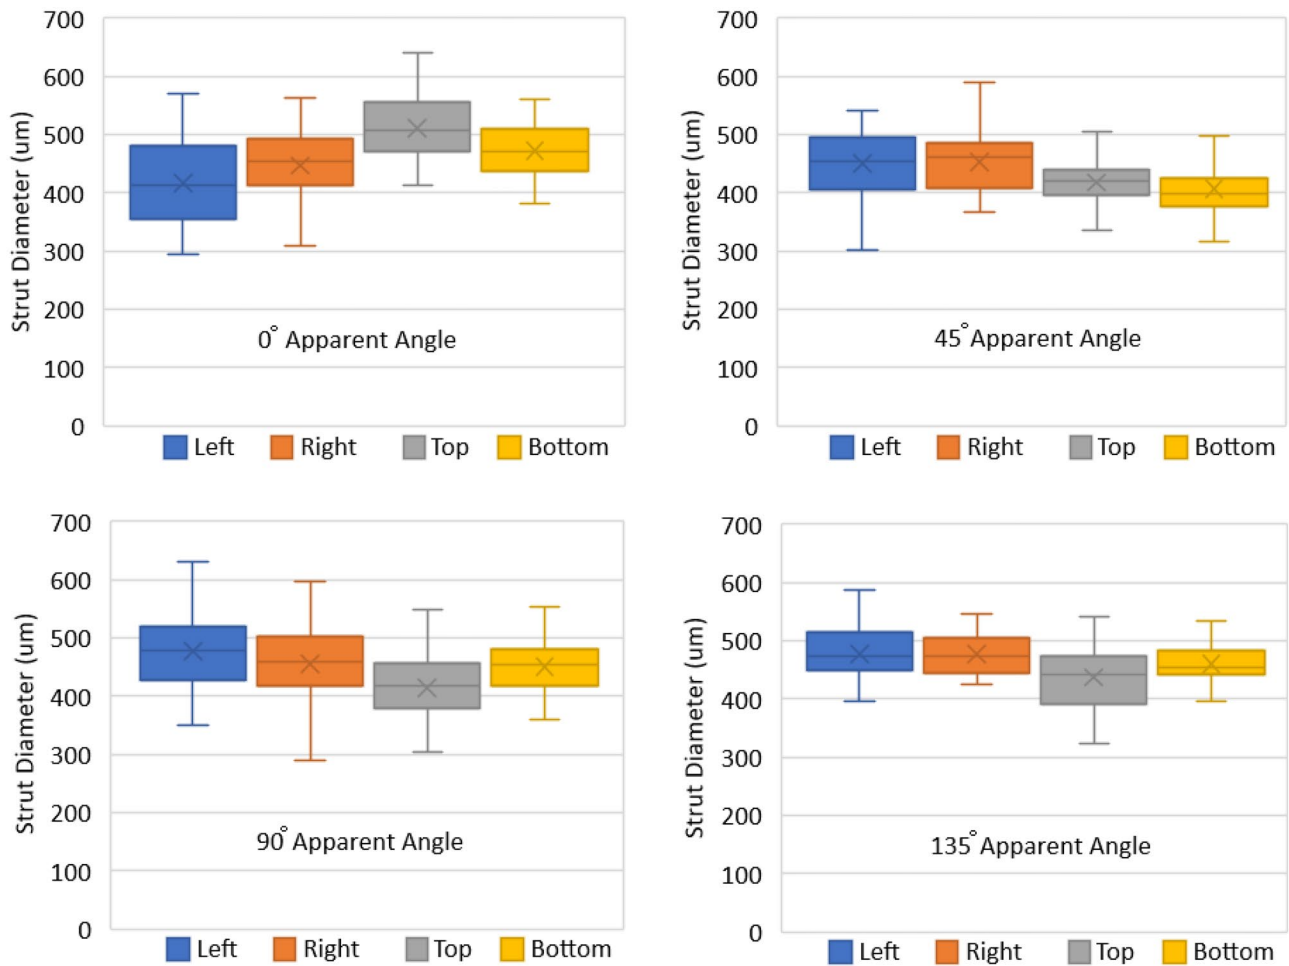 700
600
500
400
300
200
100
0
Strut Diameter (um)
0° Apparent Angle
Left Right Top Bottom
700
600
500
400
300
200
100
0
Strut Diameter (um)
45° Apparent Angle
Left Right Top Bottom
700
600
500
400
300
200
100
0
Strut Diameter (um)
90° Apparent Angle
Left Right Top Bottom
700
600
500
400
300
200
100
0
Strut Diameter (um)
135° Apparent Angle
Left Right Top Bottom